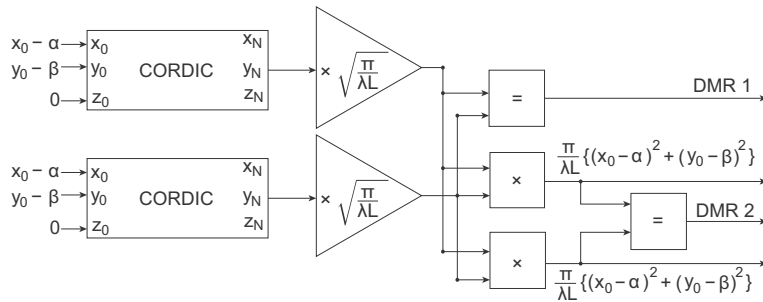 x₀ − α x₀ CORDIC x_N
y₀ − β y₀ y_N
0 z₀ z_N
× √(π/λL)
= DMR 1
x₀ − α x₀ CORDIC x_N
y₀ − β y₀ y_N
0 z₀ z_N
× √(π/λL)
× π/λL {(x₀ − α)² + (y₀ − β)²}
= DMR 2
× π/λL {(x₀ − α)² + (y₀ − β)²}